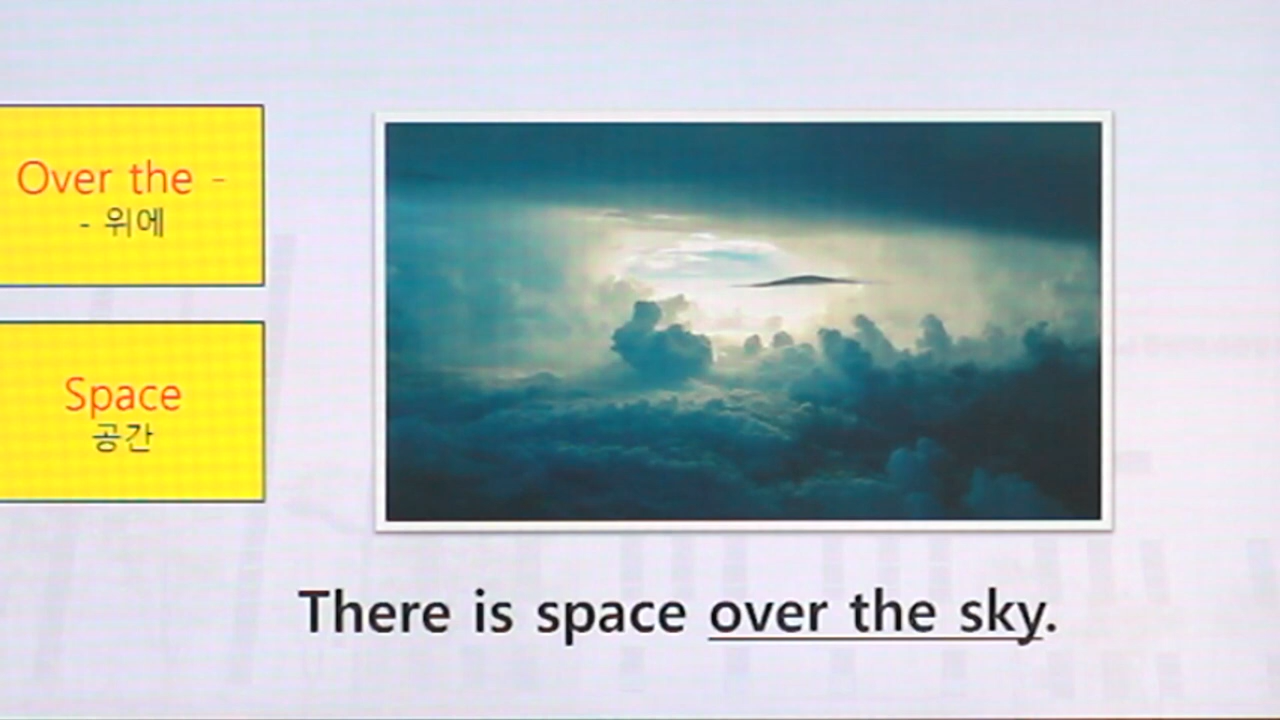 Over the -
- 위에
Space
공간
There is space over the sky.